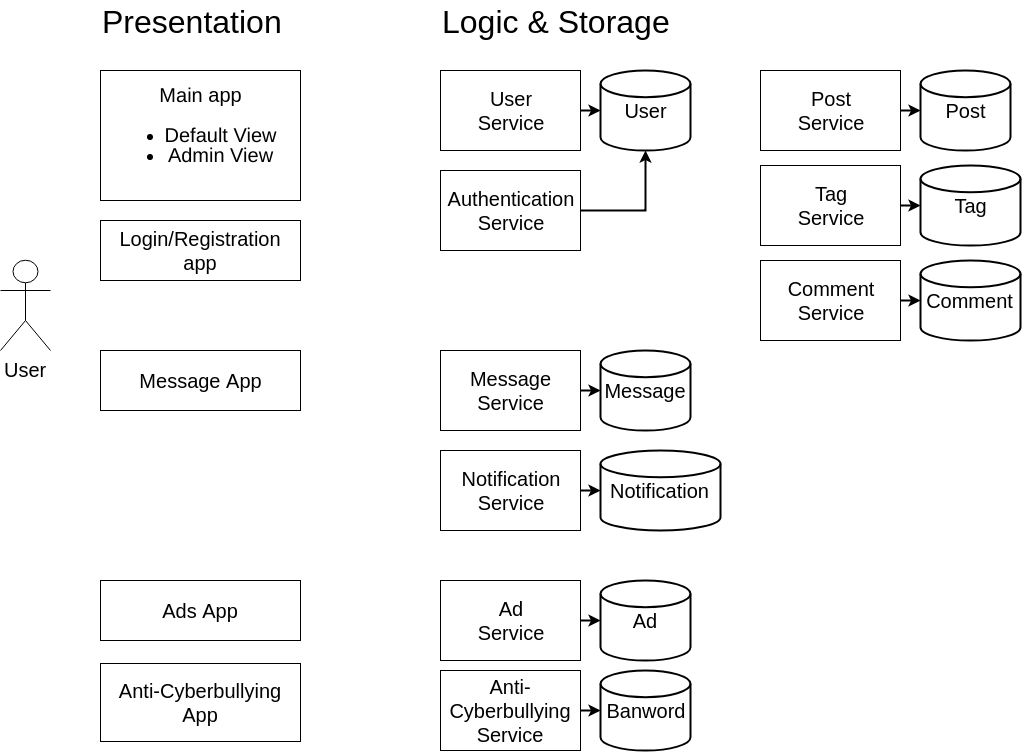 Presentation
Logic & Storage
Main app
• Default View
• Admin View
Login/Registration
app
User
Message App
Ads App
Anti-Cyberbullying
App
User
Service
User
Authentication
Service
Message
Service
Message
Notification
Service
Notification
Ad
Service
Ad
Anti-
Cyberbullying
Service
Banword
Post
Service
Post
Tag
Service
Tag
Comment
Service
Comment